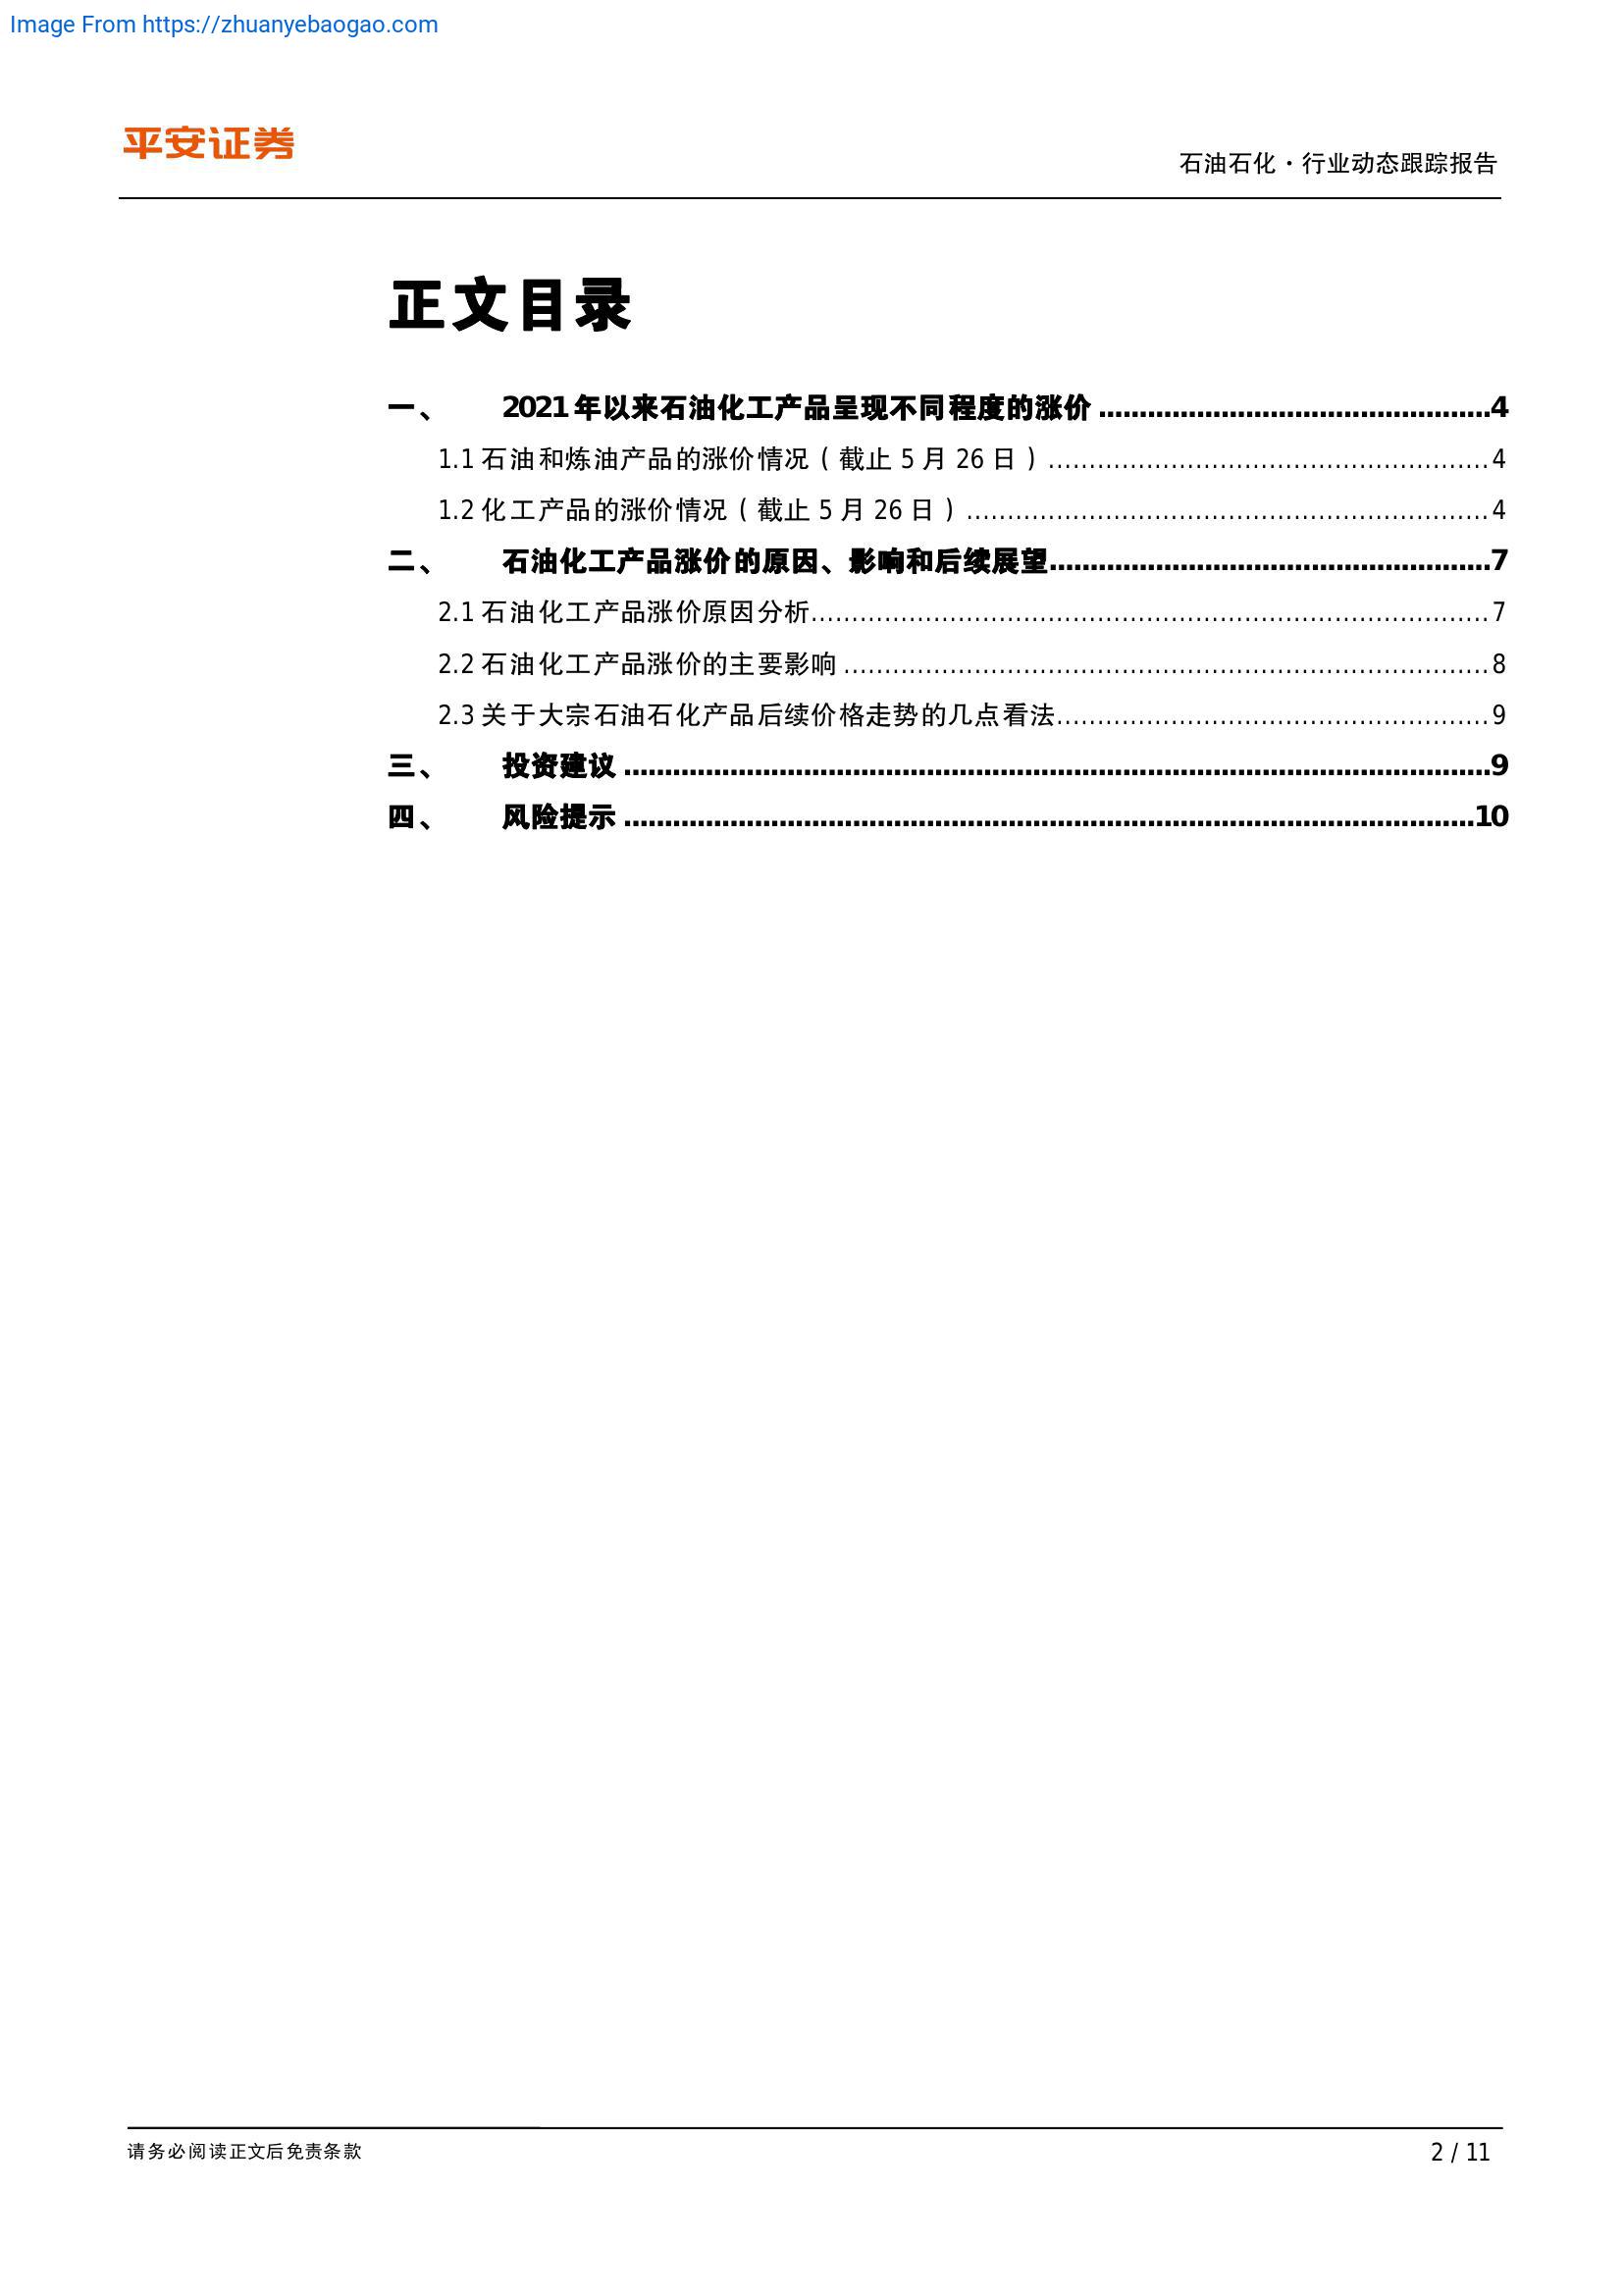 Image From https://zhuanyebaogao.com
平安证券
石油石化·行业动态跟踪报告
正文目录
一、 2021年以来石油化工产品呈现不同程度的涨价................................................4
1.1石油和炼油产品的涨价情况（截止5月26日）......................................................4
1.2化工产品的涨价情况（截止5月26日）................................................................4
二、 石油化工产品涨价的原因、影响和后续展望......................................................7
2.1石油化工产品涨价原因分析...................................................................................7
2.2石油化工产品涨价的主要影响...............................................................................8
2.3关于大宗石油石化产品后续价格走势的几点看法.....................................................9
三、 投资建议..........................................................................................................9
四、 风险提示........................................................................................................10
请务必阅读正文后免责条款
2 / 11